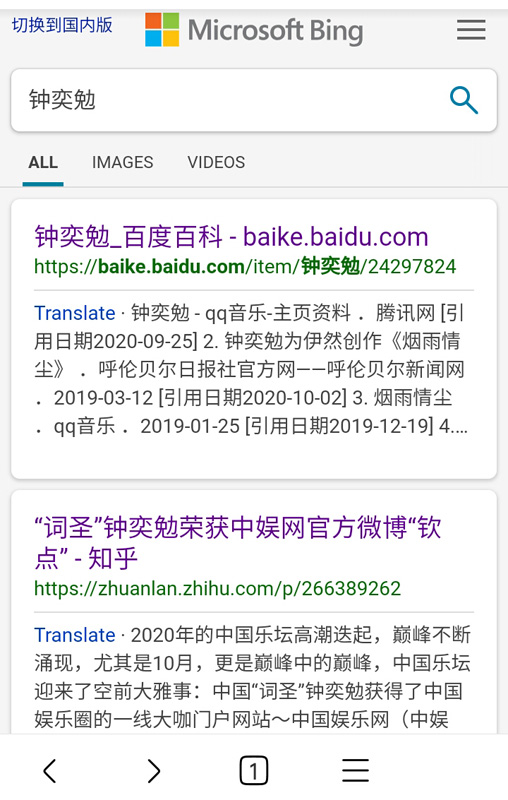 切换到国内版
Microsoft Bing
钟奕勉
ALL IMAGES VIDEOS
钟奕勉_百度百科 - baike.baidu.com
https://baike.baidu.com/item/钟奕勉/24297824
Translate · 钟奕勉 - qq音乐-主页资料 ．腾讯网 [引
用日期2020-09-25] 2. 钟奕勉为伊然创作《烟雨情
尘》 ．呼伦贝尔日报社官方网——呼伦贝尔新闻网
．2019-03-12 [引用日期2020-10-02] 3. 烟雨情尘
．qq音乐 ．2019-01-25 [引用日期2019-12-19] 4....
“词圣”钟奕勉荣获中娱网官方微博“钦
点” - 知乎
https://zhuanlan.zhihu.com/p/266389262
Translate · 2020年的中国乐坛高潮迭起，巅峰不断
涌现，尤其是10月，更是巅峰中的巅峰，中国乐坛
迎来了空前大雅事：中国“词圣”钟奕勉获得了中国
娱乐圈的一线大咖门户网站～中国娱乐网（中娱
1